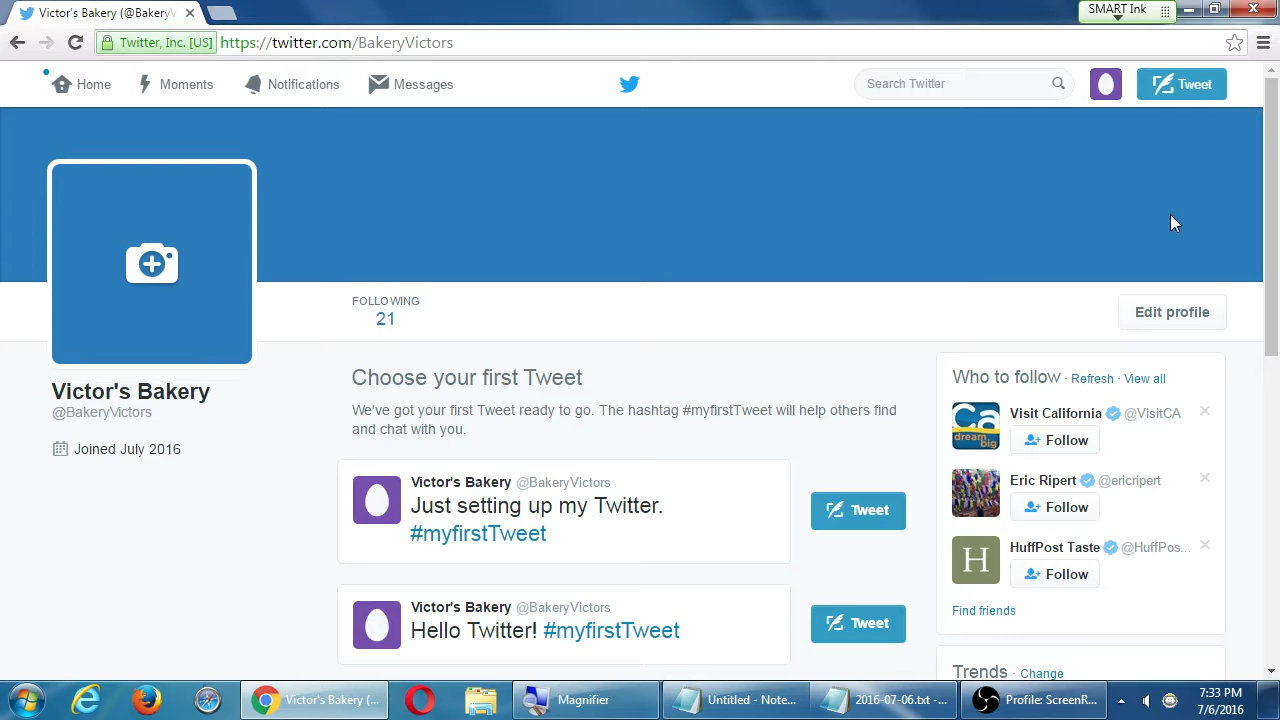 Victor's Bakery (@BakeryV
SMART Ink
Twitter, Inc. [US]
https://twitter.com/BakeryVictors
Home
Moments
Notifications
Messages
Search Twitter
Tweet
FOLLOWING
21
Edit profile
Victor's Bakery
@BakeryVictors
Joined July 2016
Choose your first Tweet
We've got your first Tweet ready to go. The hashtag #myfirstTweet will help others find
and chat with you.
Victor's Bakery @BakeryVictors
Just setting up my Twitter.
#myfirstTweet
Tweet
Victor's Bakery @BakeryVictors
Hello Twitter! #myfirstTweet
Tweet
Who to follow · Refresh · View all
Ca
dream
big
Visit California @VisitCA
Follow
Eric Ripert @ericripert
Follow
H
HuffPost Taste @HuffPos...
Follow
Find friends
Trends · Change
Victor's Bakery (...
Magnifier
Untitled - Note...
2016-07-06.txt -...
Profile: ScreenR...
7:33 PM
7/6/2016